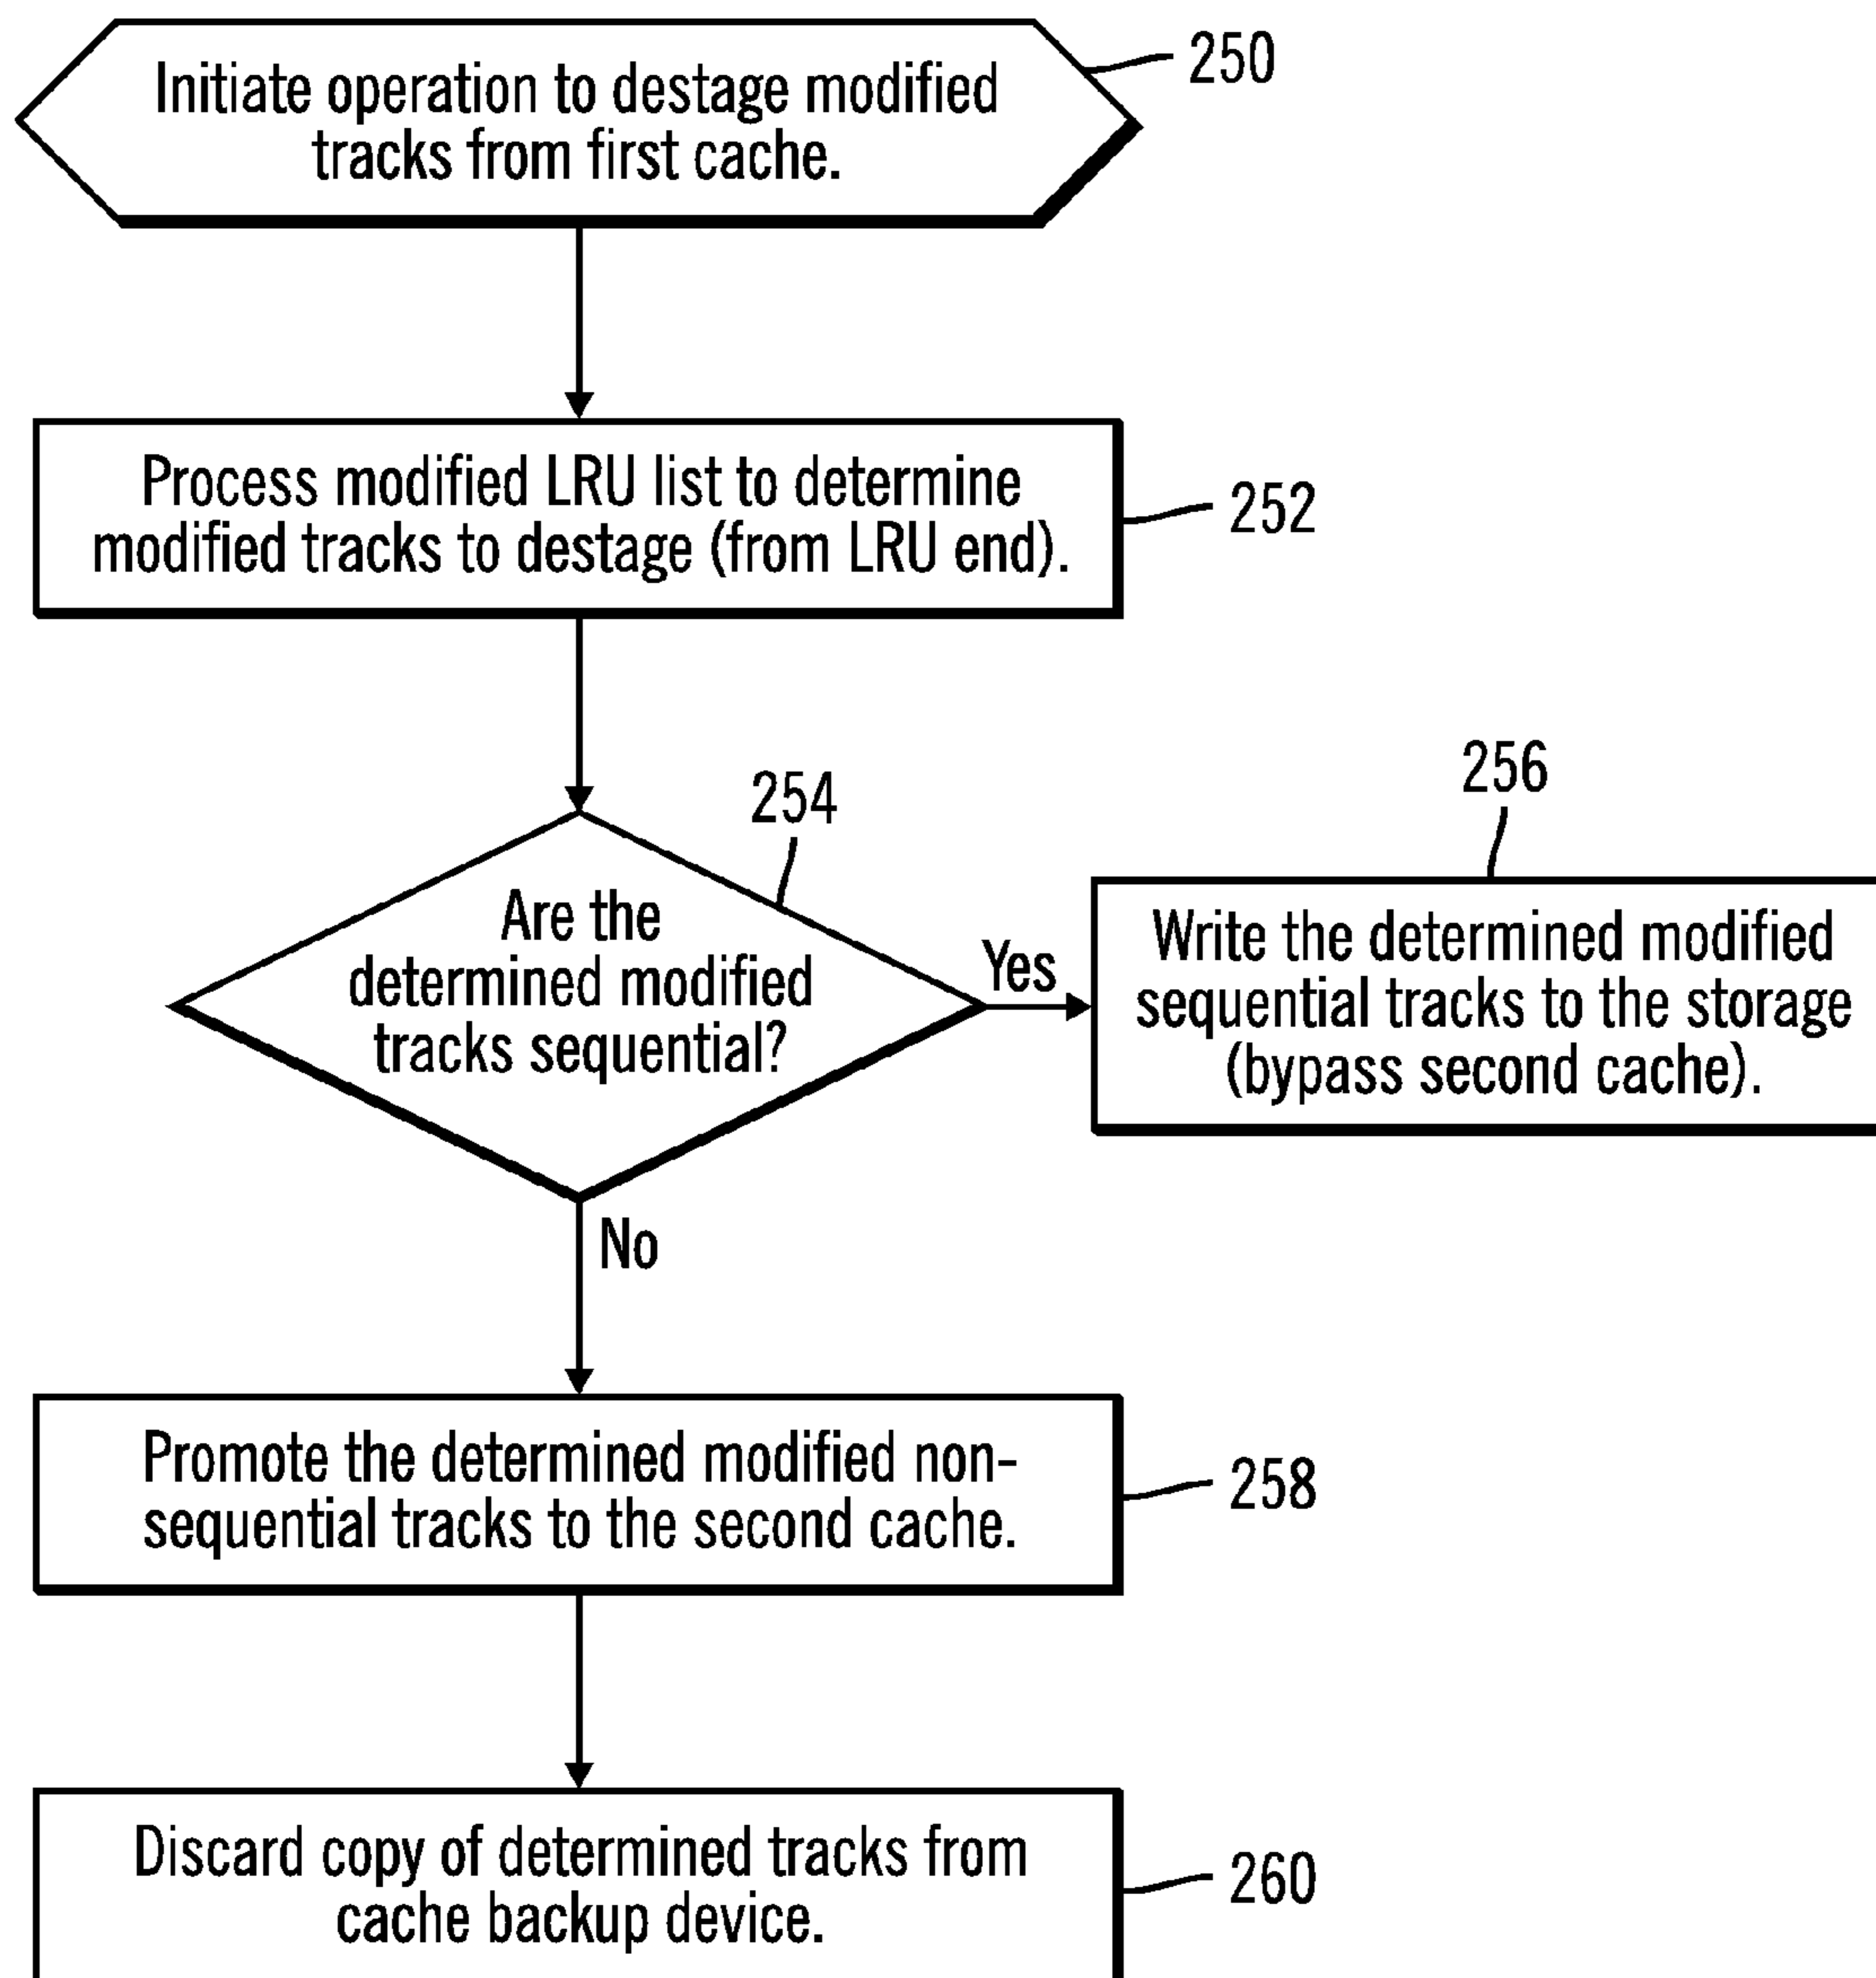 Initiate operation to destage modified
tracks from first cache.
250
Process modified LRU list to determine
modified tracks to destage (from LRU end).
252
254
Are the
determined modified
tracks sequential?
Yes
256
Write the determined modified
sequential tracks to the storage
(bypass second cache).
No
Promote the determined modified non-
sequential tracks to the second cache.
258
Discard copy of determined tracks from
cache backup device.
260